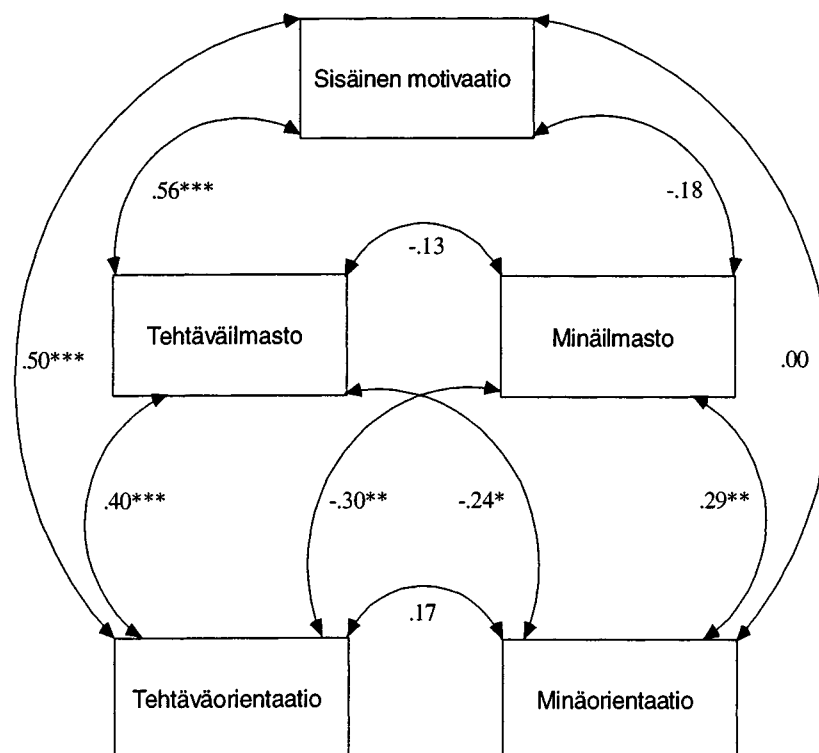 Sisäinen motivaatio
.56***
-.18
-.13
Tehtäväilmasto
Minäilmasto
.50***
.00
.40***
-.30**
-.24*
.29**
.17
Tehtäväorientaatio
Minäorientaatio